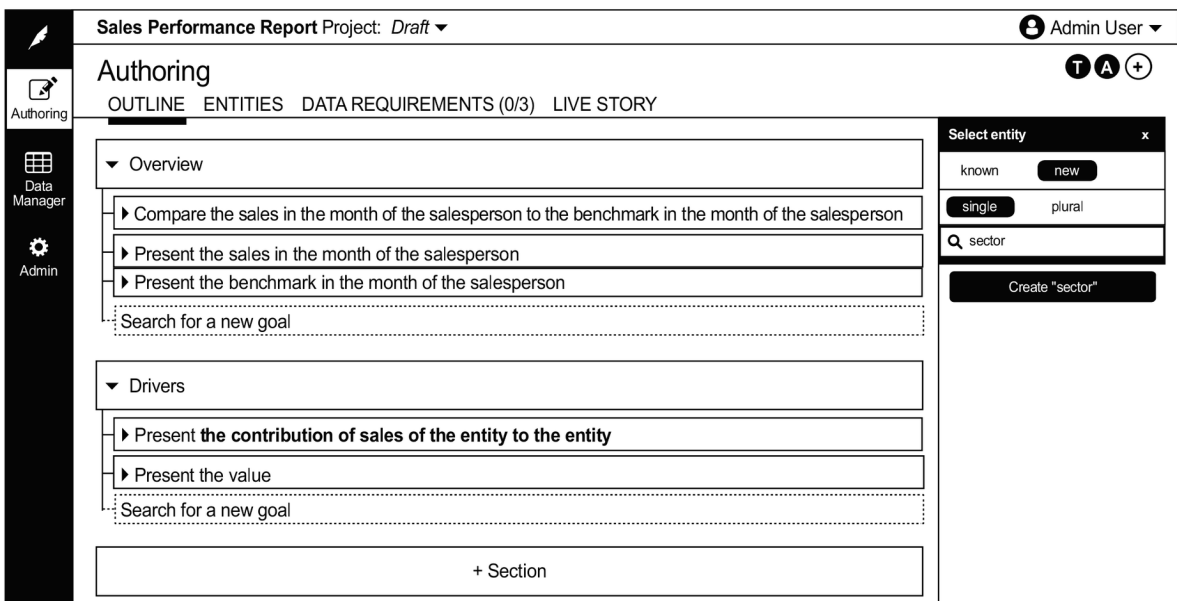 Sales Performance Report Project: Draft
Admin User
Authoring
T A +
OUTLINE ENTITIES DATA REQUIREMENTS (0/3) LIVE STORY
Authoring
Data
Manager
Admin
Overview
Compare the sales in the month of the salesperson to the benchmark in the month of the salesperson
Present the sales in the month of the salesperson
Present the benchmark in the month of the salesperson
Search for a new goal
Drivers
Present the contribution of sales of the entity to the entity
Present the value
Search for a new goal
+ Section
Select entity x
known new
single plural
sector
Create "sector"